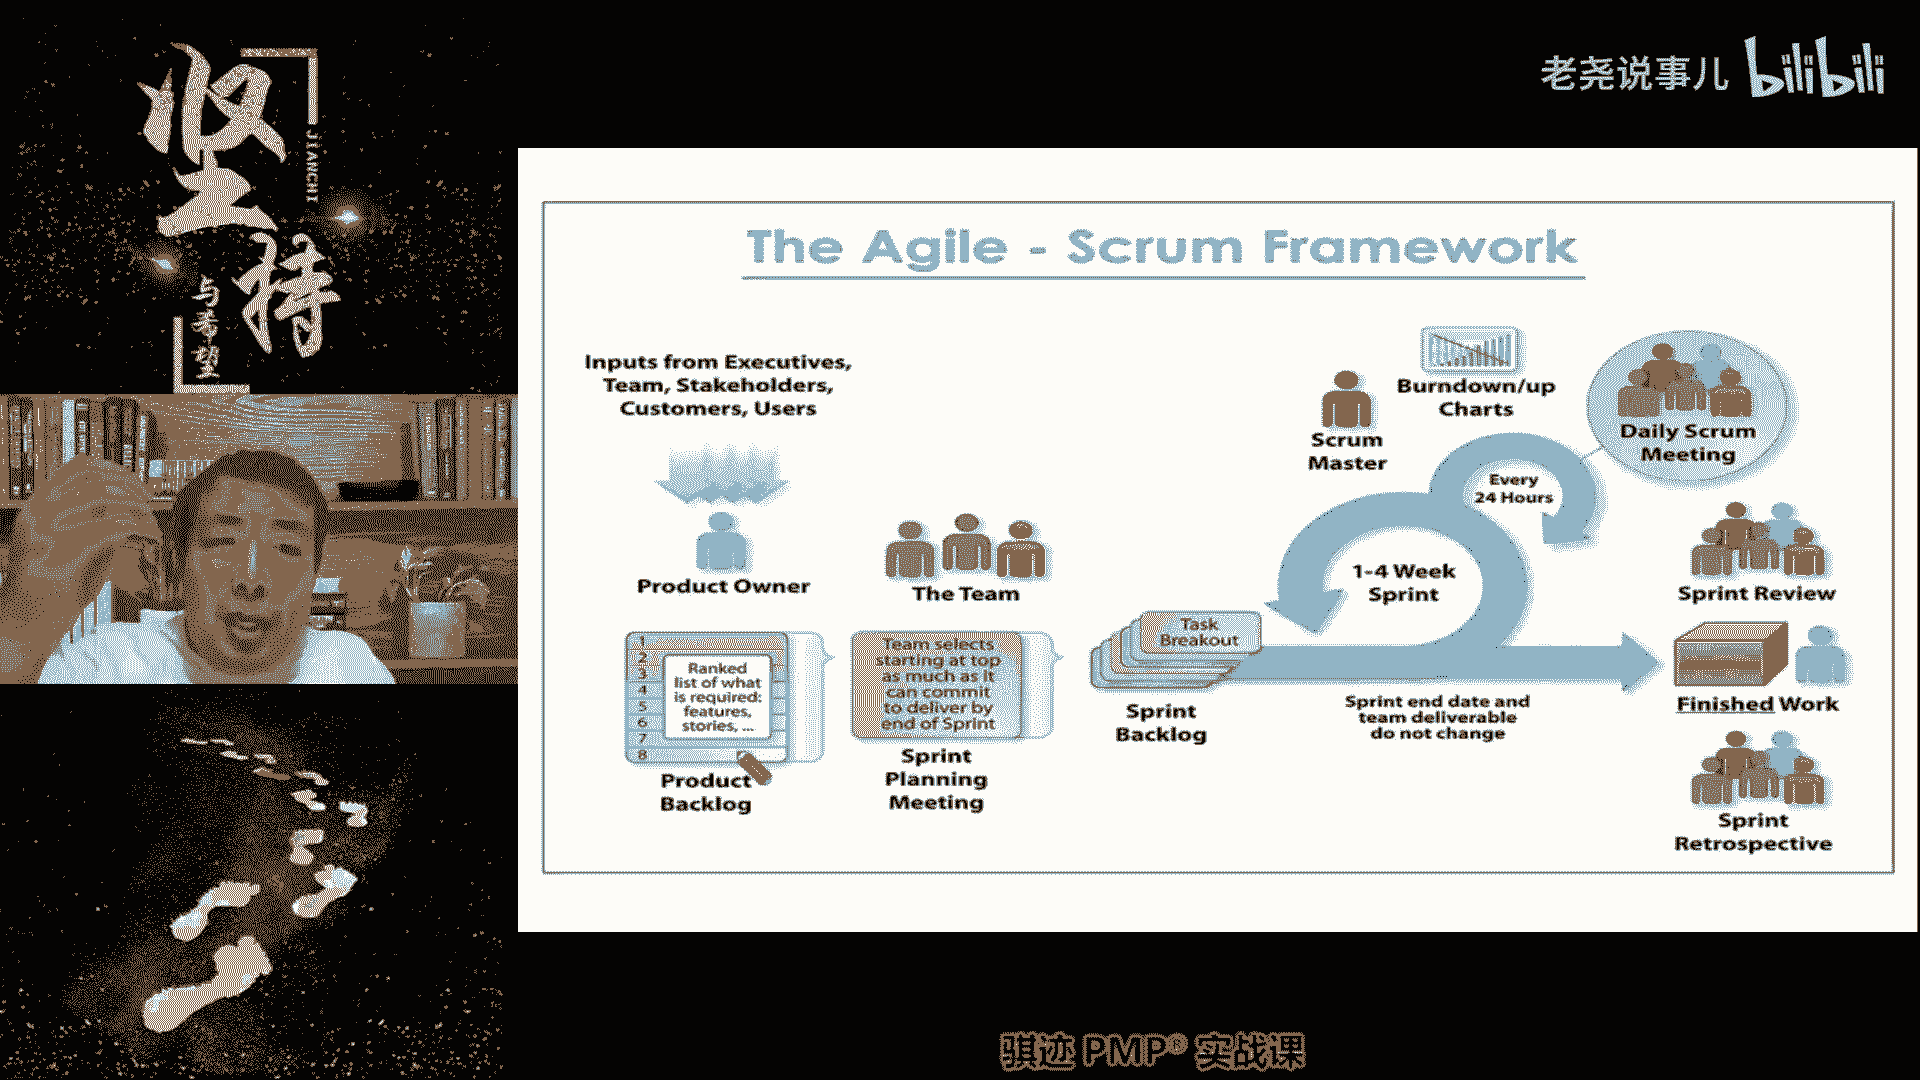 坚持
JIANCHI
与希望
老尧说事儿 bilibili
The Agile - Scrum Framework
Inputs from Executives,
Team, Stakeholders,
Customers, Users
Product Owner
The Team
1
2
3
4
5
6
7
8
Ranked
list of what
is required:
features,
stories, ...
Product
Backlog
Team selects
starting at top
as much as it
can commit
to deliver by
end of Sprint
Sprint
Planning
Meeting
Task
Breakout
Sprint
Backlog
Scrum
Master
Burndown/up
Charts
Every
24 Hours
1-4 Week
Sprint
Daily Scrum
Meeting
Sprint end date and
team deliverable
do not change
Sprint Review
Finished Work
Sprint
Retrospective
骐迹 PMP® 实战课